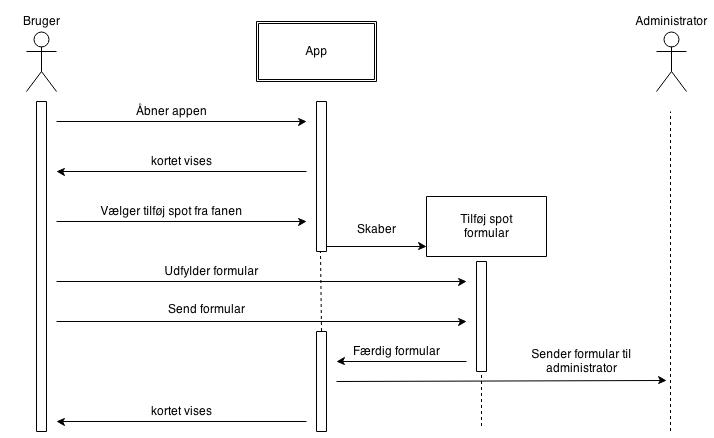 Bruger
App
Administrator
Åbner appen
kortet vises
Vælger tilføj spot fra fanen
Skaber
Tilføj spot
formular
Udfylder formular
Send formular
Færdig formular
Sender formular til
administrator
kortet vises